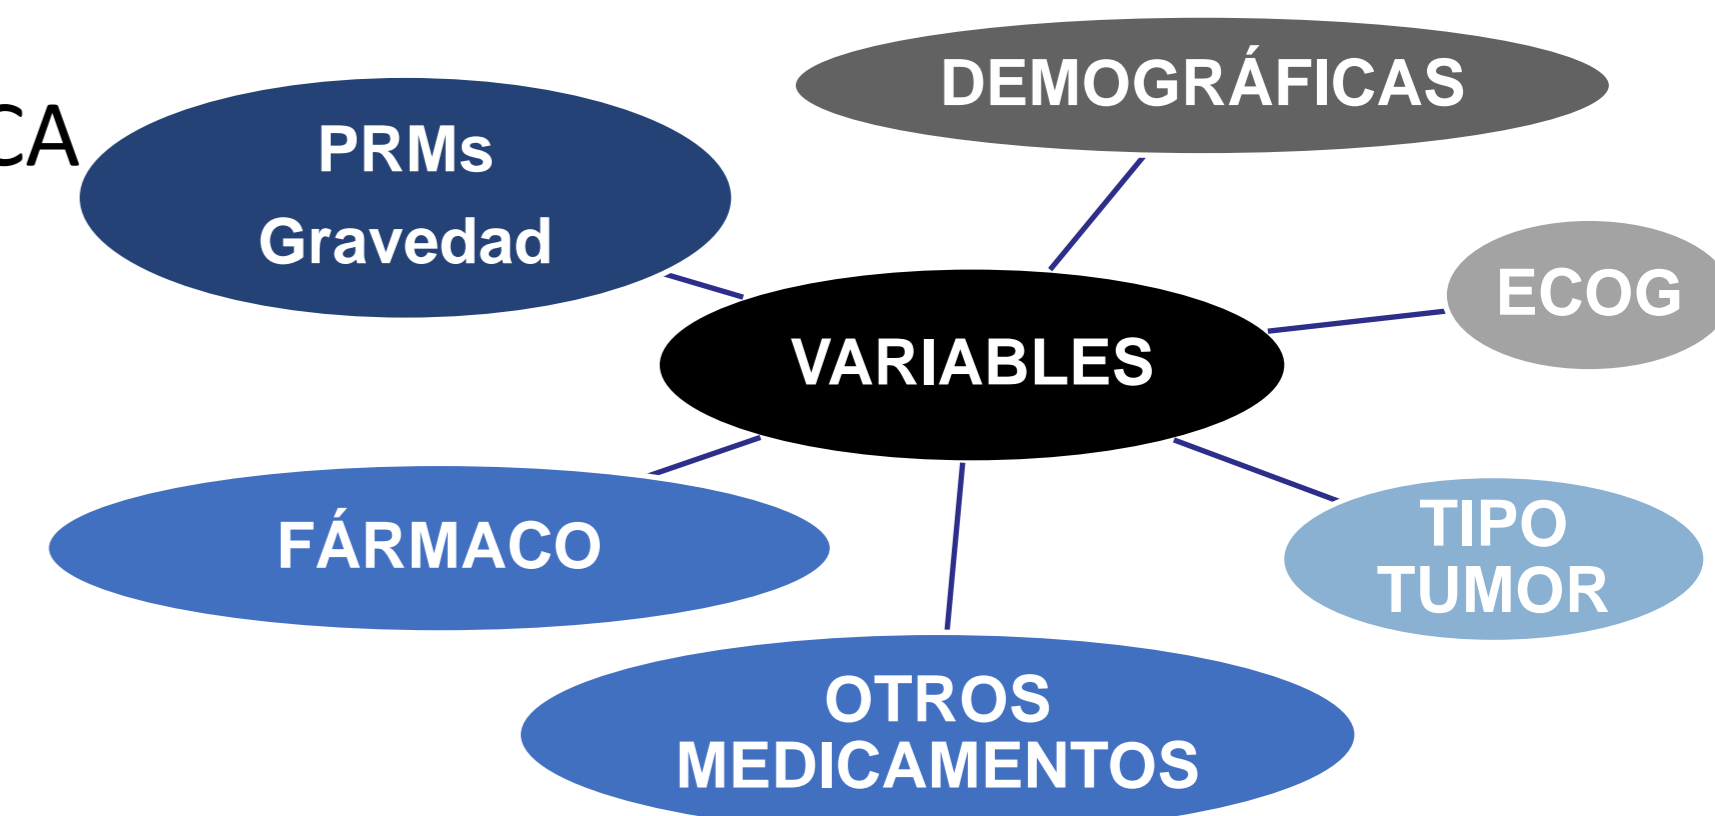 DEMOGRÁFICAS
CA
PRMs
Gravedad
ECOG
VARIABLES
FÁRMACO
TIPO
TUMOR
OTROS
MEDICAMENTOS